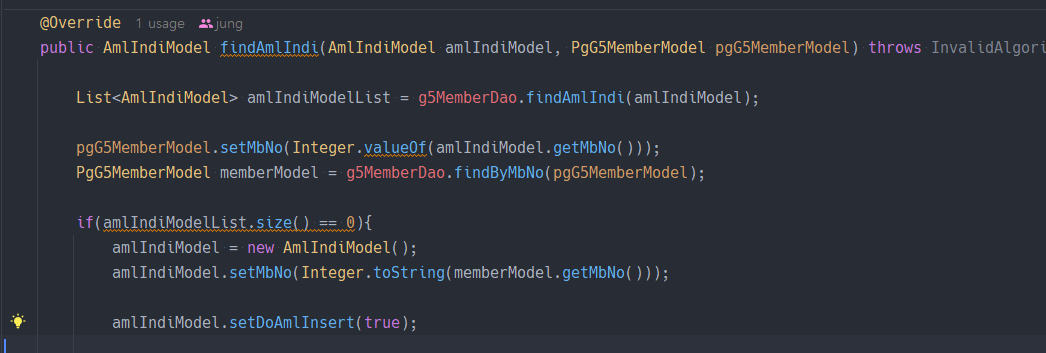 @Override 1 usage jung
public AmlIndiModel findAmlIndi(AmlIndiModel amlIndiModel, PgG5MemberModel pgG5MemberModel) throws InvalidAlgori
List<AmlIndiModel> amlIndiModelList = g5MemberDao.findAmlIndi(amlIndiModel);
pgG5MemberModel.setMbNo(Integer.valueOf(amlIndiModel.getMbNo()));
PgG5MemberModel memberModel = g5MemberDao.findByMbNo(pgG5MemberModel);
if(amlIndiModelList.size() == 0){
amlIndiModel = new AmlIndiModel();
amlIndiModel.setMbNo(Integer.toString(memberModel.getMbNo()));
amlIndiModel.setDoAmlInsert(true);